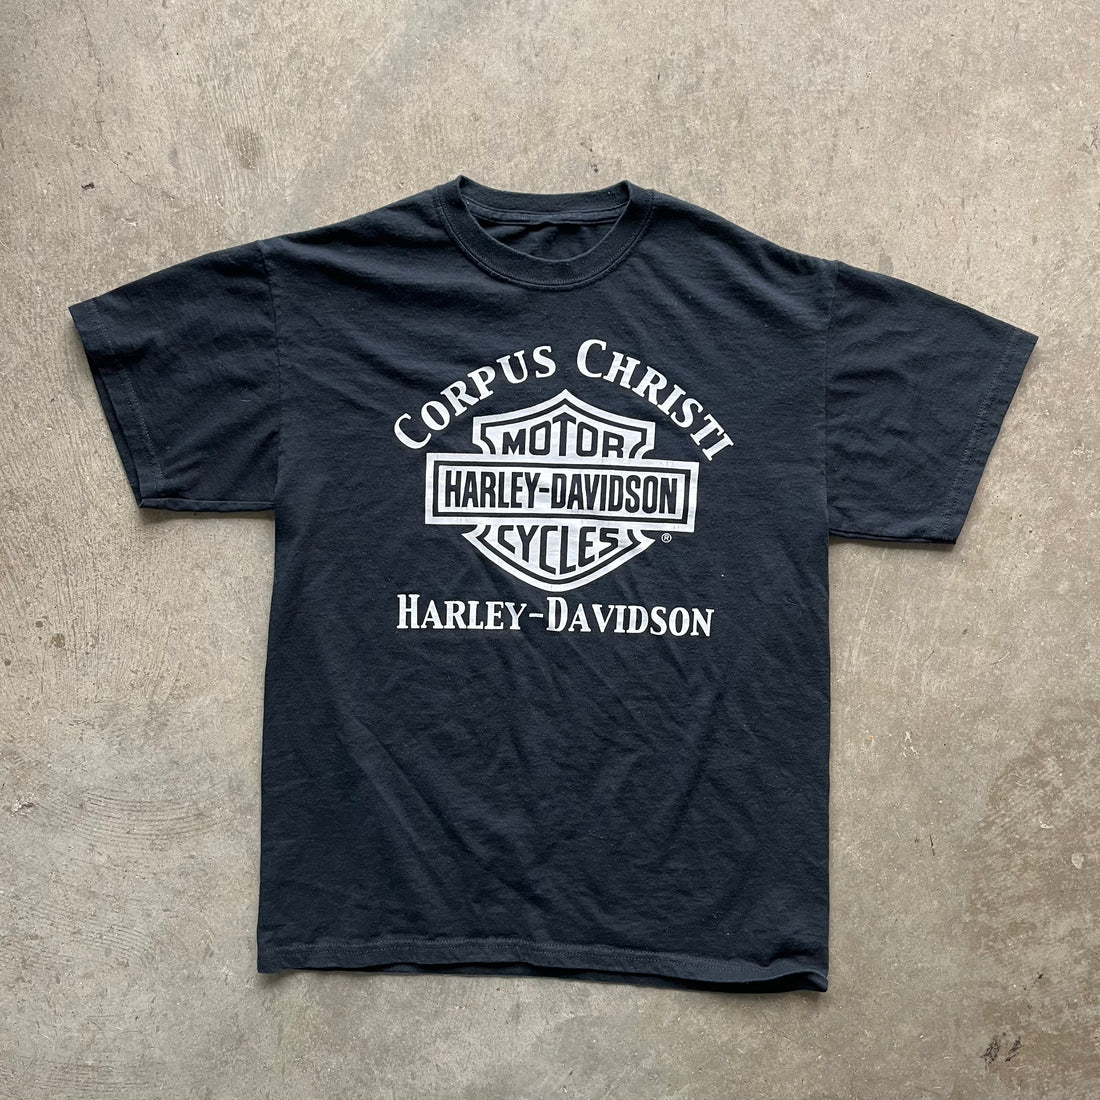 Corpus Christi
MOTOR
HARLEY-DAVIDSON
CYCLES
®
Harley-Davidson